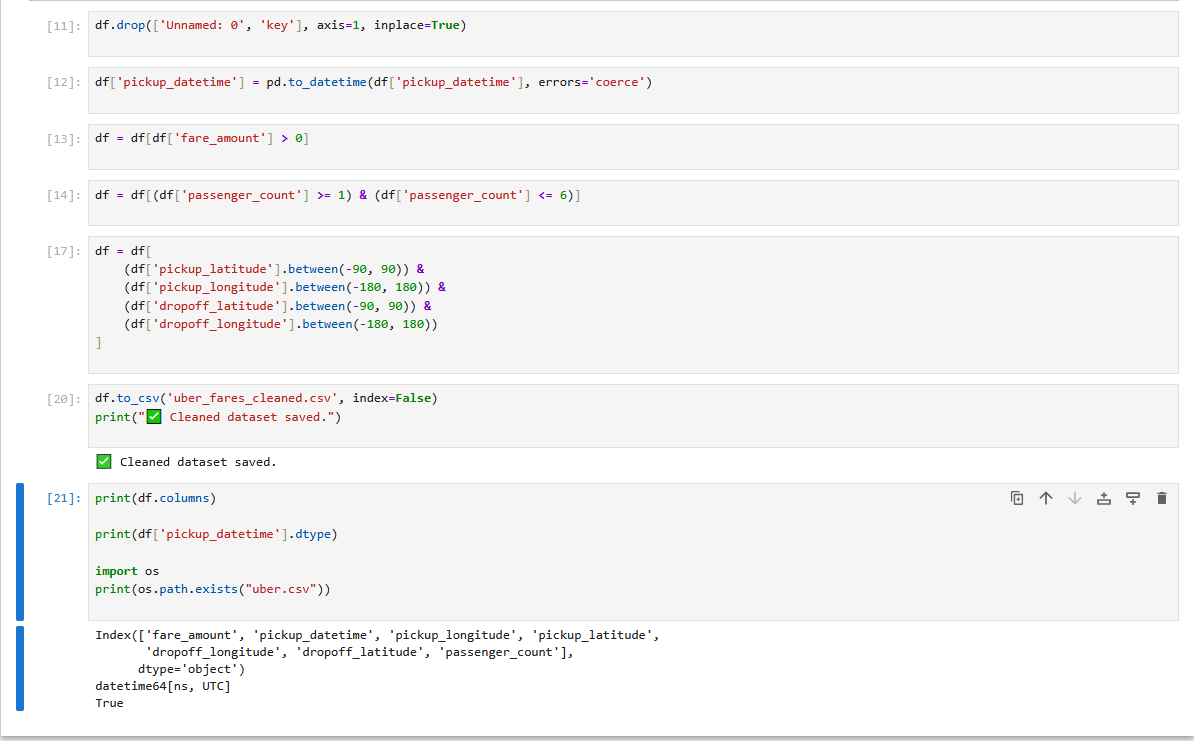 [11]: df.drop(['Unnamed: 0', 'key'], axis=1, inplace=True)
[12]: df['pickup_datetime'] = pd.to_datetime(df['pickup_datetime'], errors='coerce')
[13]: df = df[df['fare_amount'] > 0]
[14]: df = df[(df['passenger_count'] >= 1) & (df['passenger_count'] <= 6)]
[17]: df = df[
    (df['pickup_latitude'].between(-90, 90)) &
    (df['pickup_longitude'].between(-180, 180)) &
    (df['dropoff_latitude'].between(-90, 90)) &
    (df['dropoff_longitude'].between(-180, 180))
]
[20]: df.to_csv('uber_fares_cleaned.csv', index=False)
print("✅ Cleaned dataset saved.")
✅ Cleaned dataset saved.
[21]: print(df.columns)
print(df['pickup_datetime'].dtype)
import os
print(os.path.exists("uber.csv"))
Index(['fare_amount', 'pickup_datetime', 'pickup_longitude', 'pickup_latitude',
       'dropoff_longitude', 'dropoff_latitude', 'passenger_count'],
      dtype='object')
datetime64[ns, UTC]
True